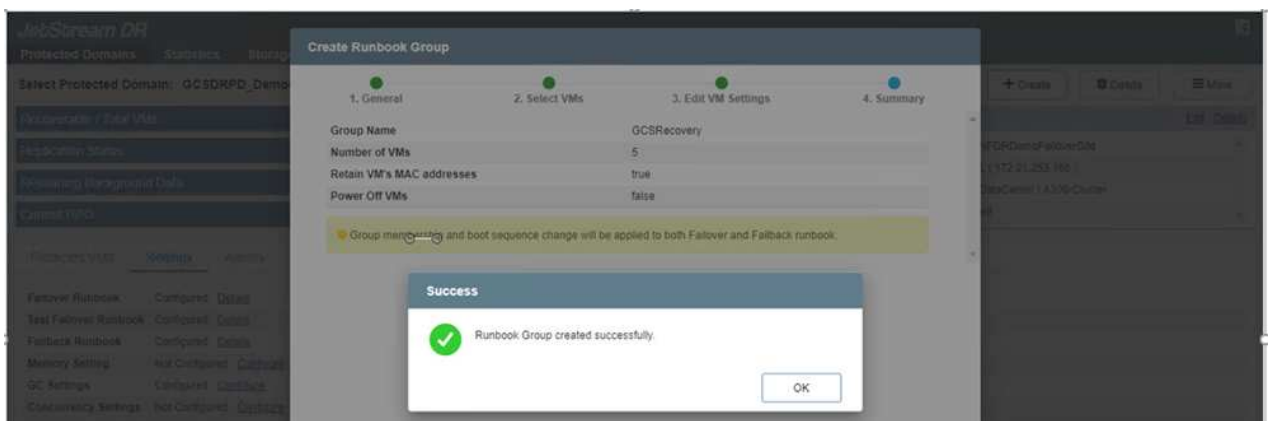 JetStream DR
Protected Domains Statistics Storag
Create Runbook Group
Select Protected Domain: GCSDRPD_Demo
+ Create Delete More
1. General 2. Select VMs 3. Edit VM Settings 4. Summary
Recoverable / Total VMs
Edit Delete
Replication Status
Remaining Background Data
Current RPO
Group Name GCSRecovery
Number of VMs 5
Retain VM's MAC addresses true
Power Off VMs false
Group membership and boot sequence change will be applied to both Failover and Failback runbook.
Protected VMs Settings
Failover Runbook Configured Details
Test Failover Runbook Configured Details
Failback Runbook Configured Details
Memory Setting Not Configured Configure
GC Settings Configured Configure
Concurrency Settings Not Configured Configure
Success
Runbook Group created successfully.
OK